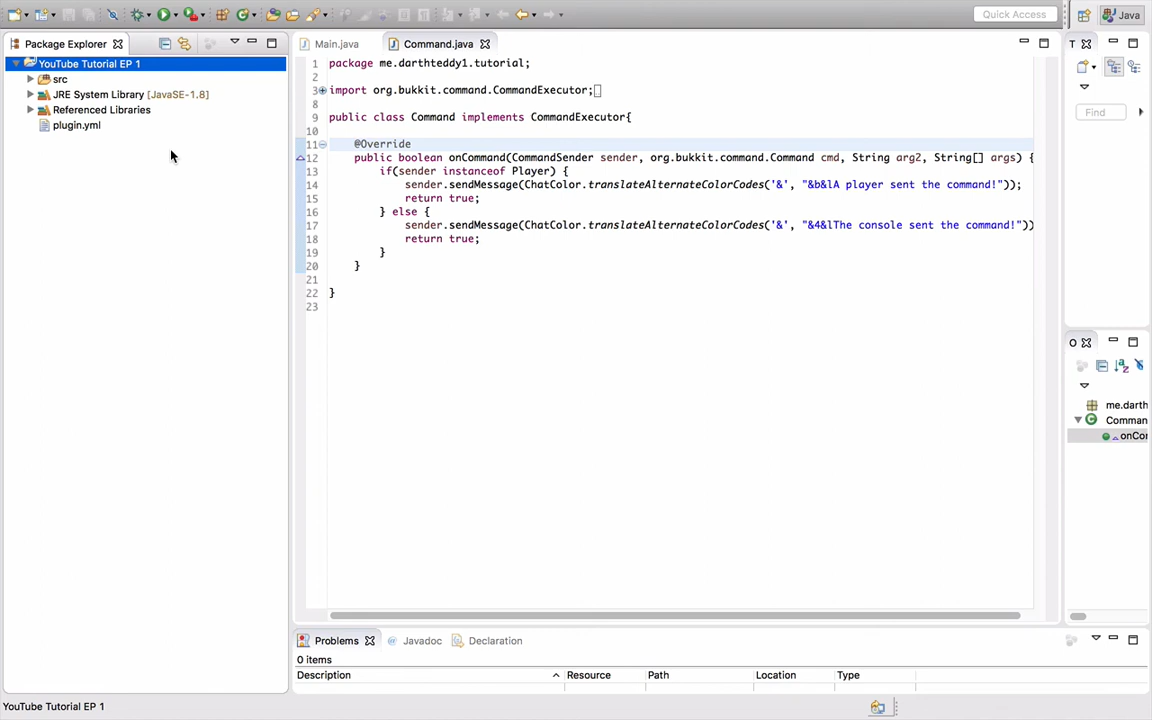 Quick Access
Java
Package Explorer
Main.java
Command.java
T
YouTube Tutorial EP 1
src
JRE System Library [JavaSE-1.8]
Referenced Libraries
plugin.yml
1 package me.darthteddy1.tutorial;
2
3 import org.bukkit.command.CommandExecutor;
8
9 public class Command implements CommandExecutor{
10
11 @Override
12 public boolean onCommand(CommandSender sender, org.bukkit.command.Command cmd, String arg2, String[] args) {
13 if(sender instanceof Player) {
14 sender.sendMessage(ChatColor.translateAlternateColorCodes('&', "&b&lA player sent the command!"));
15 return true;
16 } else {
17 sender.sendMessage(ChatColor.translateAlternateColorCodes('&', "&4&lThe console sent the command!"))
18 return true;
19 }
20 }
21
22 }
23
Find
O
me.darth
Comman
onCor
Problems
@ Javadoc
Declaration
0 items
Description
Resource
Path
Location
Type
YouTube Tutorial EP 1